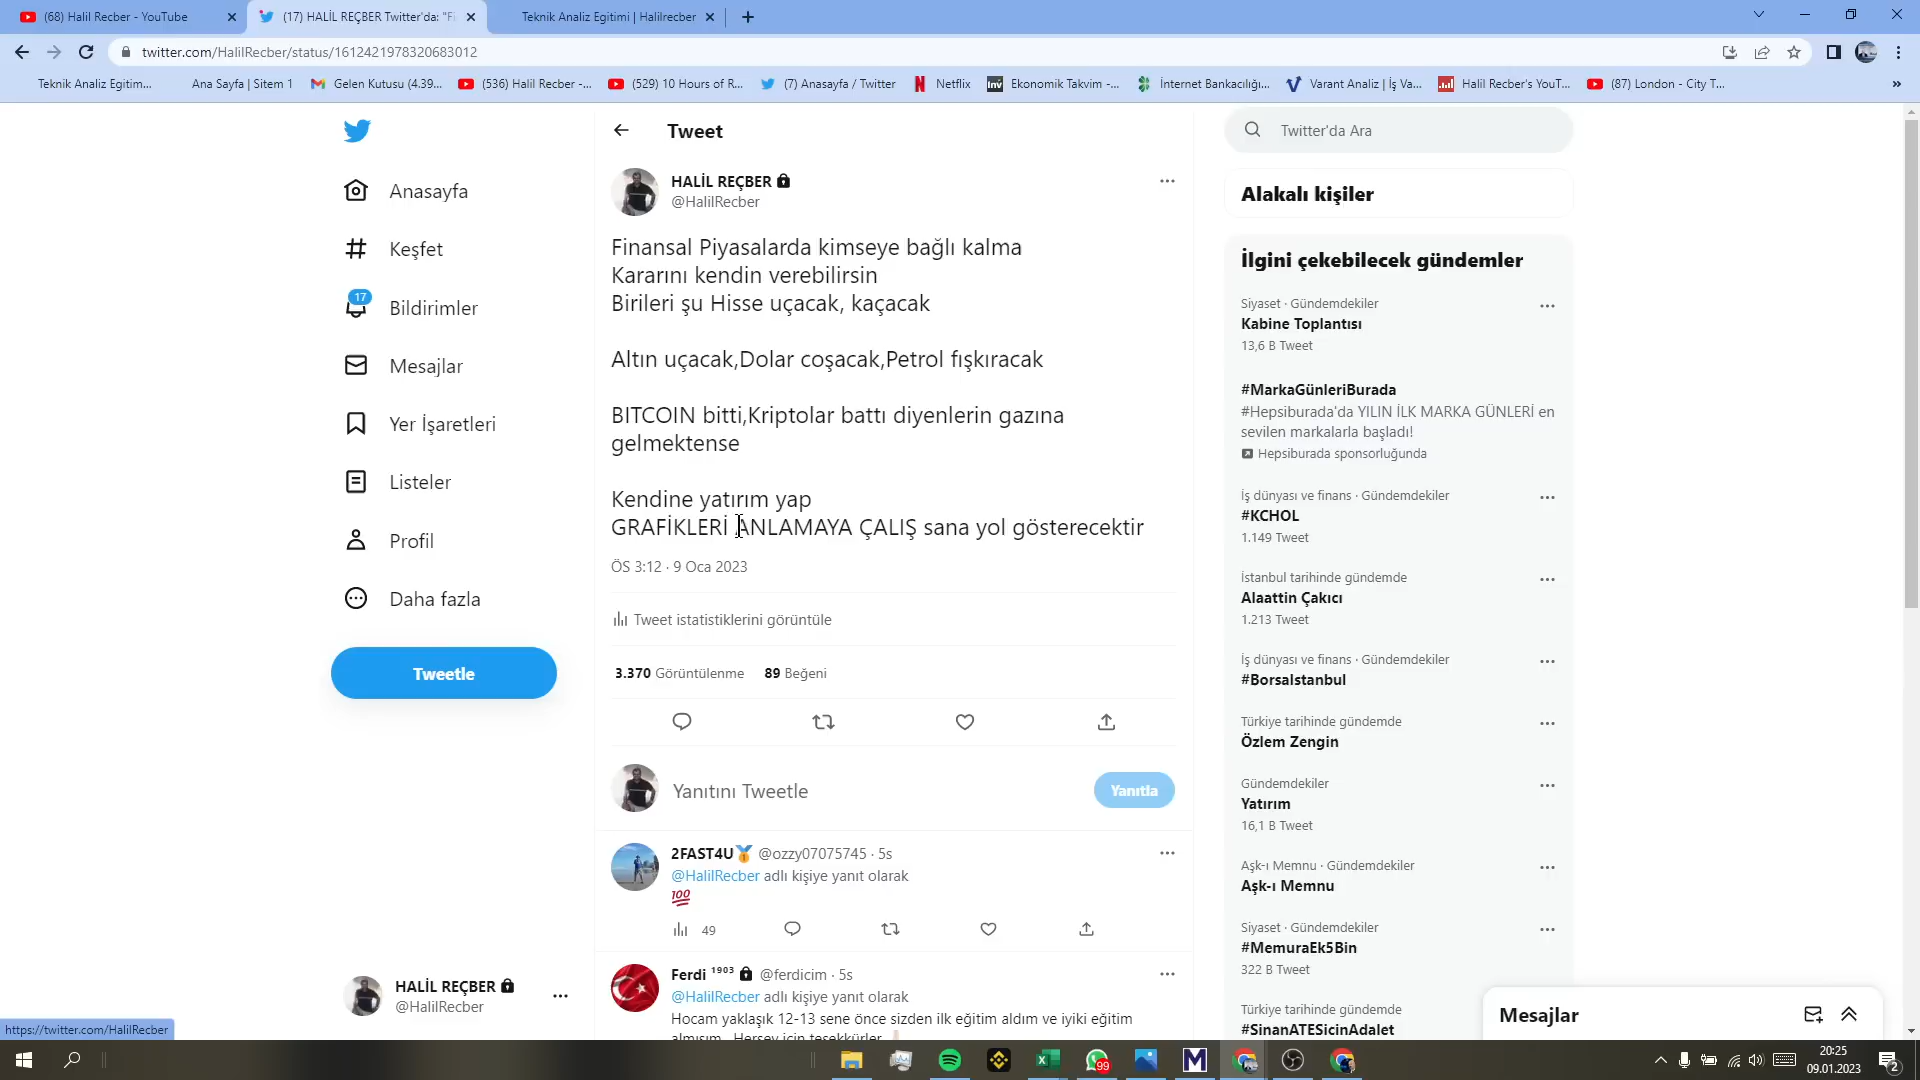 (68) Halil Recber - YouTube
(17) HALİL REÇBER Twitter'da: "Fi
Teknik Analiz Egitimi | Halilrecber
twitter.com/HalilRecber/status/1612421978320683012
Teknik Analiz Egitim...
Ana Sayfa | Sitem 1
Gelen Kutusu (4.39...
(536) Halil Recber -...
(529) 10 Hours of R...
(7) Anasayfa / Twitter
Netflix
inv
Ekonomik Takvim -...
İnternet Bankacılığı...
Varant Analiz | İş Va...
Halil Recber's YouT...
(87) London - City T...
Anasayfa
Keşfet
17
Bildirimler
Mesajlar
Yer İşaretleri
Listeler
Profil
Daha fazla
Tweetle
HALİL REÇBER
@HalilRecber
https://twitter.com/HalilRecber
Tweet
HALİL REÇBER
@HalilRecber
Finansal Piyasalarda kimseye bağlı kalma
Kararını kendin verebilirsin
Birileri şu Hisse uçacak, kaçacak
Altın uçacak,Dolar coşacak,Petrol fışkıracak
BITCOIN bitti,Kriptolar battı diyenlerin gazına
gelmektense
Kendine yatırım yap
GRAFİKLERİ ANLAMAYA ÇALIŞ sana yol gösterecektir
ÖS 3:12 · 9 Oca 2023
Tweet istatistiklerini görüntüle
3.370 Görüntülenme 89 Beğeni
Yanıtını Tweetle
Yanıtla
2FAST4U @ozzy07075745 · 5s
@HalilRecber adlı kişiye yanıt olarak
100
49
Ferdi 1903 @ferdicim · 5s
@HalilRecber adlı kişiye yanıt olarak
Hocam yaklaşık 12-13 sene önce sizden ilk eğitim aldım ve iyiki eğitim
almışım.. Herşey için teşekkürler
Twitter'da Ara
Alakalı kişiler
İlgini çekebilecek gündemler
Siyaset · Gündemdekiler
Kabine Toplantısı
13,6 B Tweet
#MarkaGünleriBurada
#Hepsiburada'da YILIN İLK MARKA GÜNLERİ en
sevilen markalarla başladı!
Hepsiburada sponsorluğunda
İş dünyası ve finans · Gündemdekiler
#KCHOL
1.149 Tweet
İstanbul tarihinde gündemde
Alaattin Çakıcı
1.213 Tweet
İş dünyası ve finans · Gündemdekiler
#BorsaIstanbul
Türkiye tarihinde gündemde
Özlem Zengin
Gündemdekiler
Yatırım
16,1 B Tweet
Aşk-ı Memnu · Gündemdekiler
Aşk-ı Memnu
Siyaset · Gündemdekiler
#MemuraEk5Bin
322 B Tweet
Türkiye tarihinde gündemde
#SinanATESicinAdalet
Mesajlar
99
20:25
09.01.2023
2